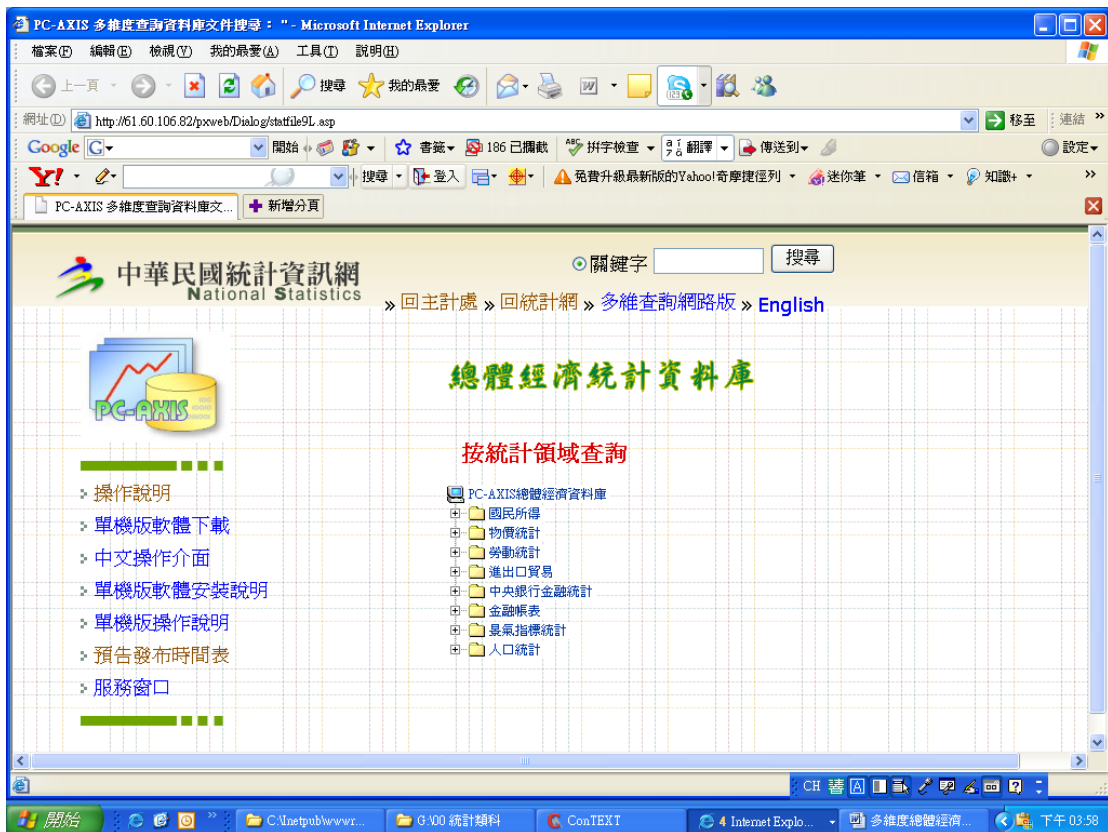 PC-AXIS 多維度查詢資料庫文件搜尋： '' - Microsoft Internet Explorer
檔案(F) 編輯(E) 檢視(V) 我的最愛(A) 工具(T) 說明(H)
上一頁 搜尋 我的最愛
網址(D) http://61.60.106.82/pxweb/Dialog/statfile9L.asp 移至 連結 »
Google G 開始 書籤 186 已攔截 ABC 拼字檢查 翻譯 傳送到 設定
Y! 搜尋 登入 免費升級最新版的Yahoo!奇摩捷徑列 迷你筆 信箱 知識+ »
PC-AXIS 多維度查詢資料庫文... 新增分頁
中華民國統計資訊網
National Statistics
關鍵字 搜尋
» 回主計處 » 回統計網 » 多維查詢網路版 » English
PC-AXIS
總體經濟統計資料庫
按統計領域查詢
操作說明
單機版軟體下載
中文操作介面
單機版軟體安裝說明
單機版操作說明
預告發布時間表
服務窗口
PC-AXIS總體經濟資料庫
國民所得
物價統計
勞動統計
進出口貿易
中央銀行金融統計
金融帳表
景氣指標統計
人口統計
CH
開始 » C:\Inetpub\wwwr... G:\00 統計類科 ConTEXT 4 Internet Explo... 多維度總體經濟... 下午 03:58